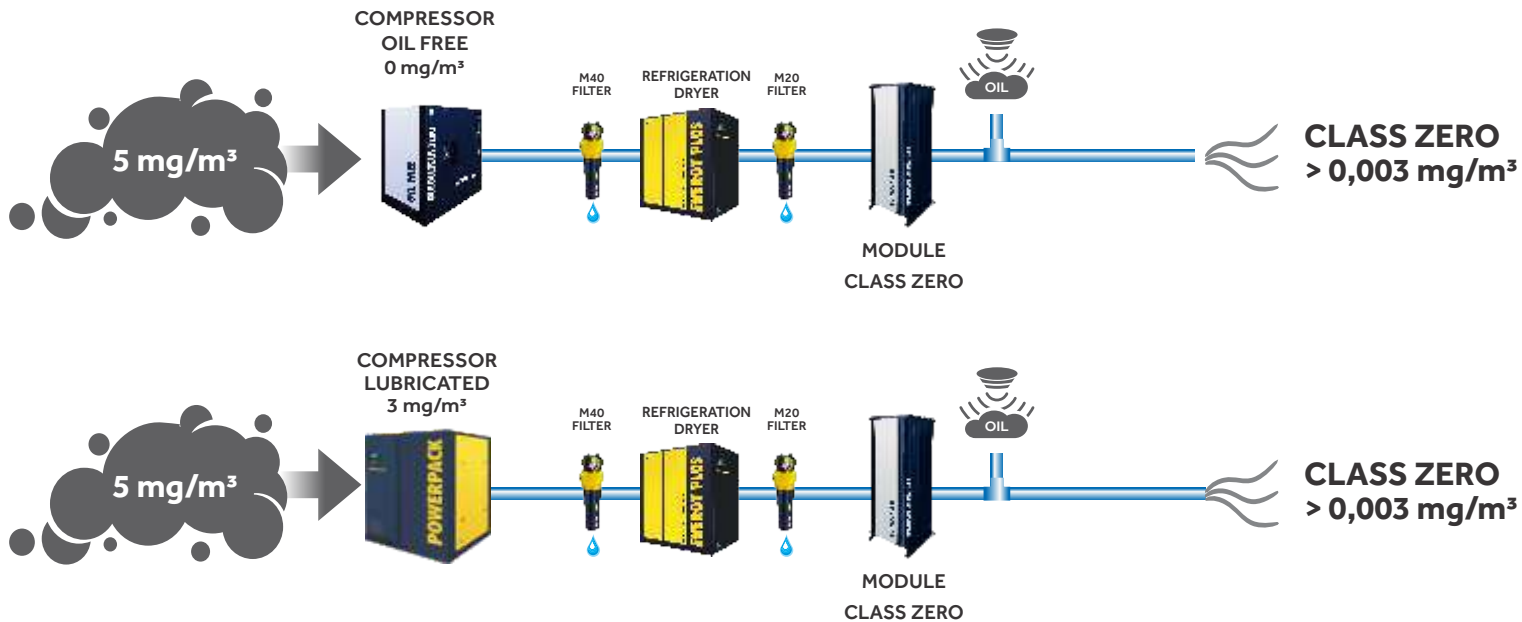 COMPRESSOR
OIL FREE
0 mg/m³
M40
FILTER
REFRIGERATION
DRYER
M20
FILTER
OIL
5 mg/m³
CLASS ZERO
> 0,003 mg/m³
MODULE
CLASS ZERO
COMPRESSOR
LUBRICATED
3 mg/m³
M40
FILTER
REFRIGERATION
DRYER
M20
FILTER
OIL
5 mg/m³
POWERPACK
CLASS ZERO
> 0,003 mg/m³
MODULE
CLASS ZERO